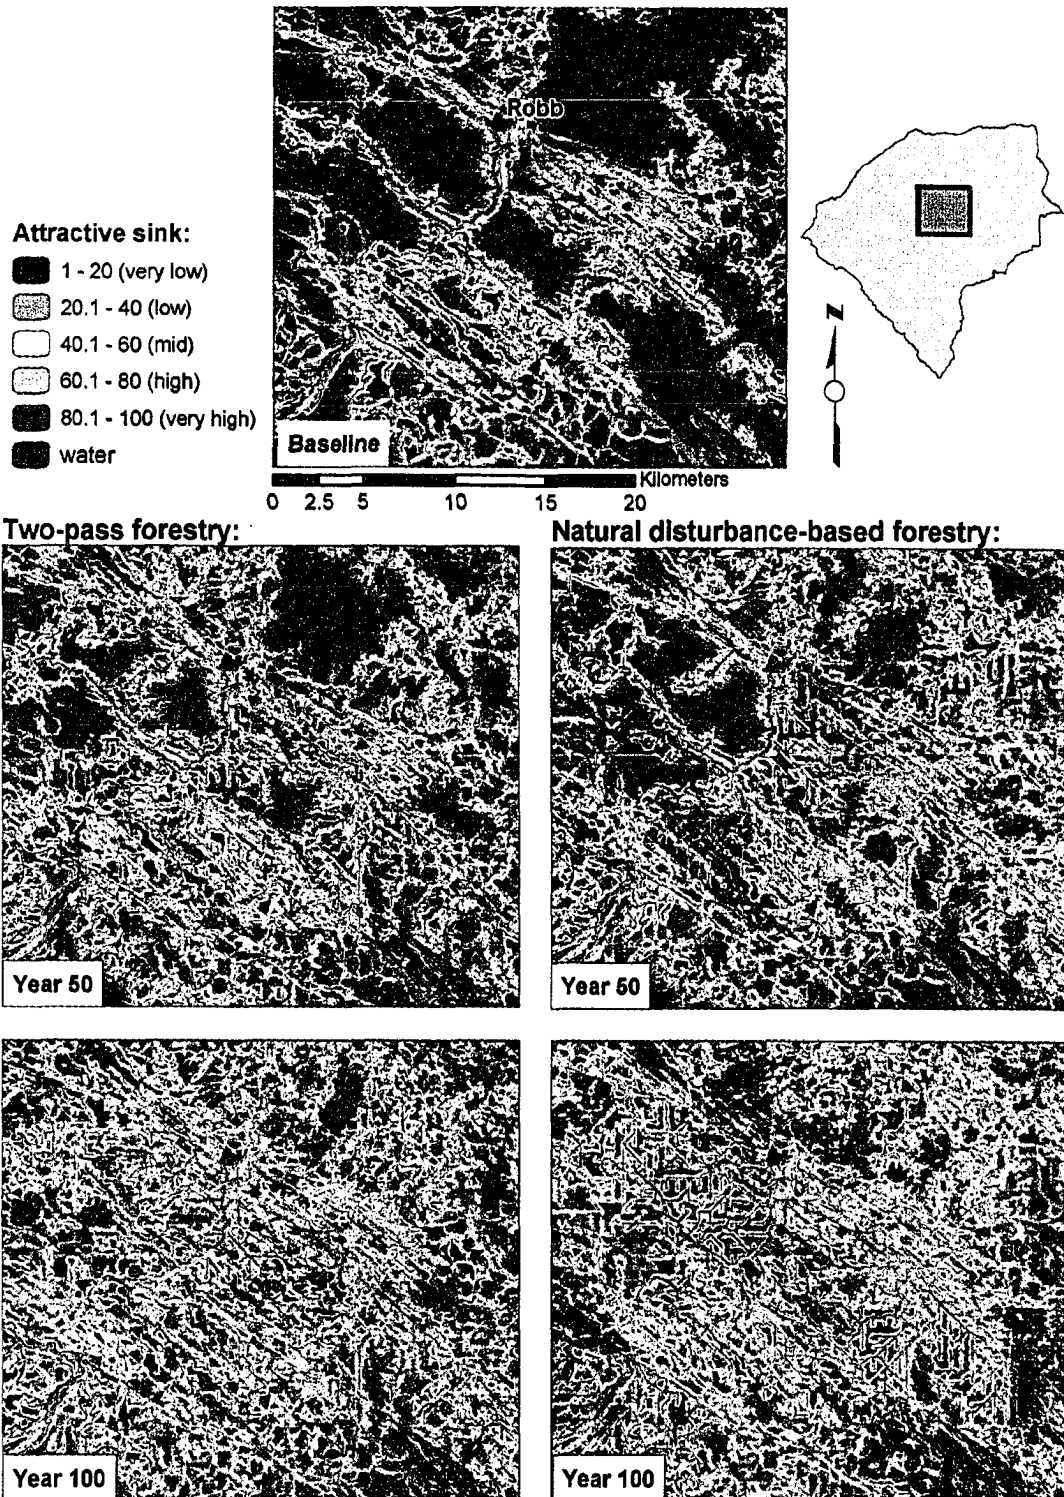 Robb
Attractive sink:
1 - 20 (very low)
20.1 - 40 (low)
40.1 - 60 (mid)
60.1 - 80 (high)
80.1 - 100 (very high)
water
Baseline
N
Kilometers
0 2.5 5 10 15 20
Two-pass forestry:
Natural disturbance-based forestry:
Year 50
Year 50
Year 100
Year 100